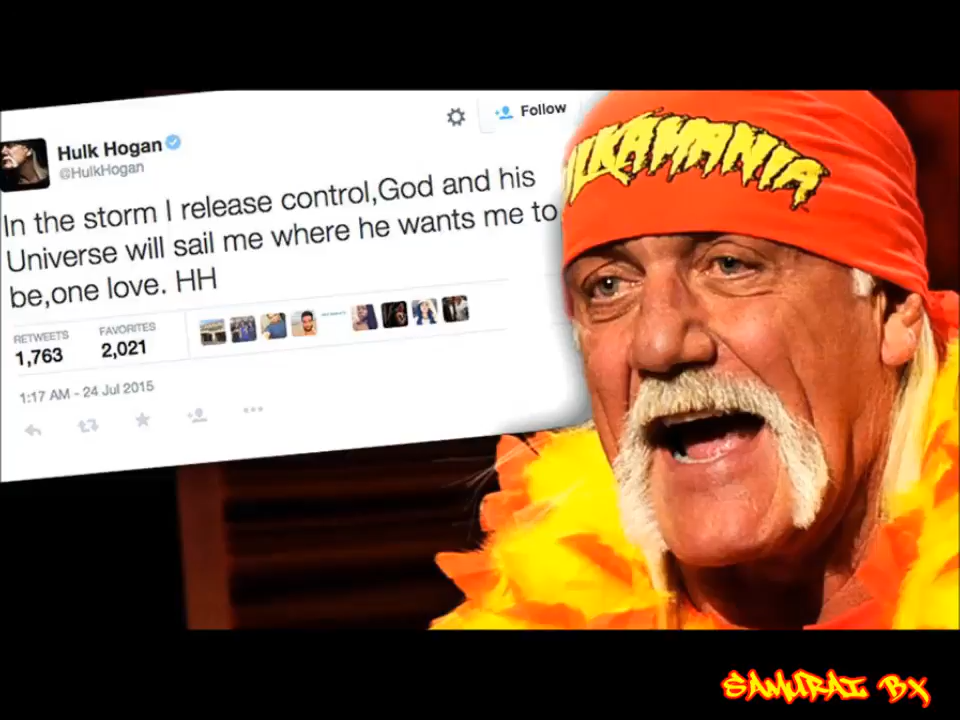 Hulk Hogan
@HulkHogan
Follow
In the storm I release control,God and his
Universe will sail me where he wants me to
be,one love. HH
RETWEETS
1,763
FAVORITES
2,021
1:17 AM - 24 Jul 2015
HULKAMANIA
SAMURAI BX